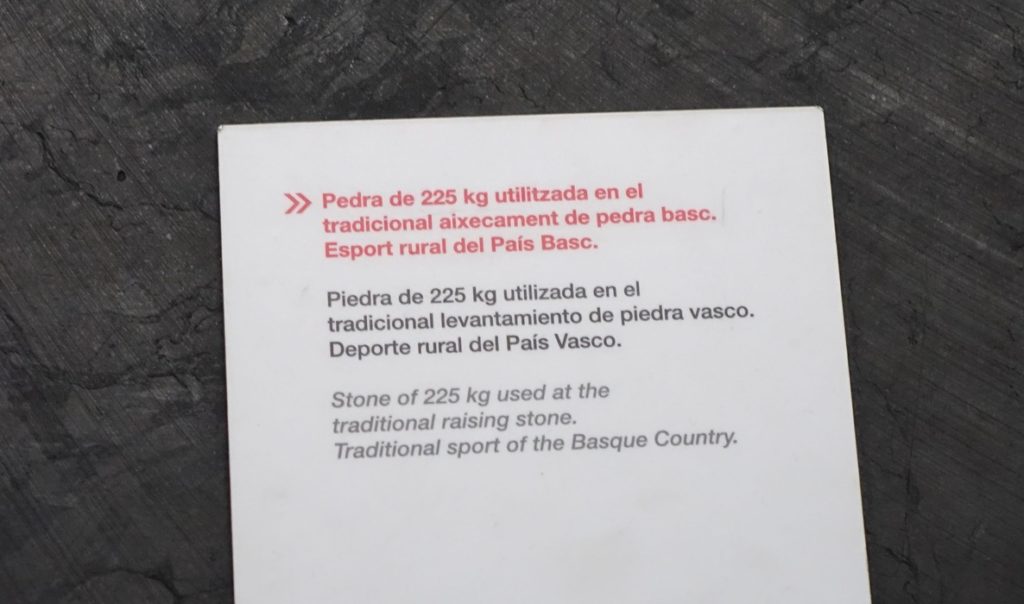 » Pedra de 225 kg utilitzada en el
tradicional aixecament de pedra basc.
Esport rural del País Basc.
Piedra de 225 kg utilizada en el
tradicional levantamiento de piedra vasco.
Deporte rural del País Vasco.
Stone of 225 kg used at the
traditional raising stone.
Traditional sport of the Basque Country.